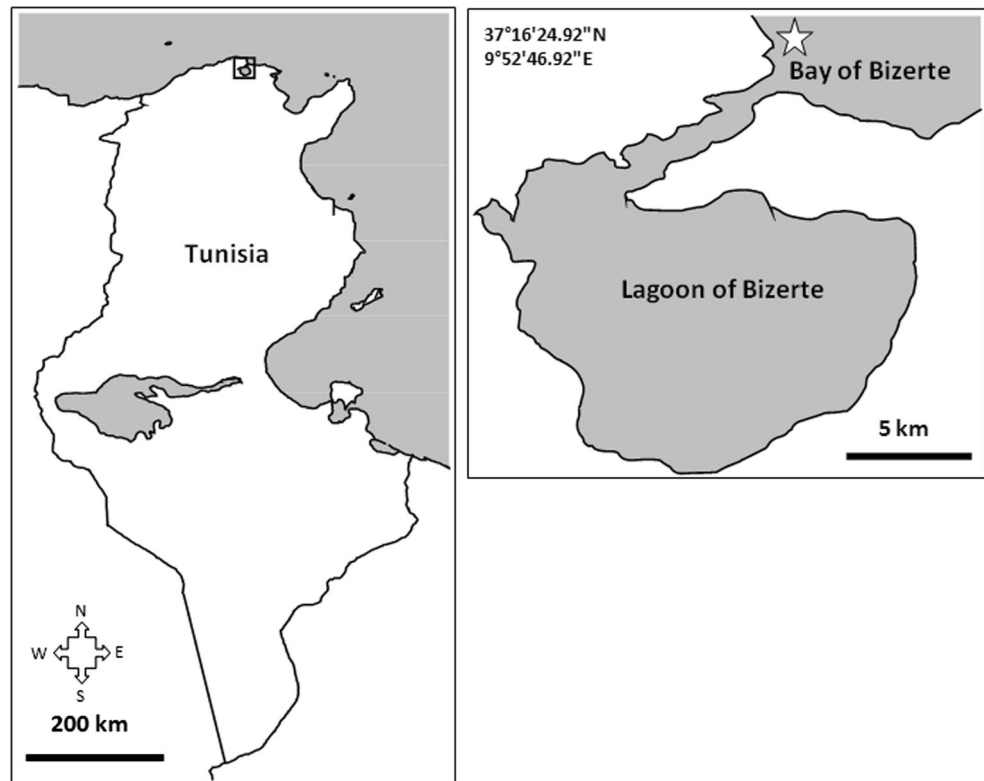 Tunisia
N
W E
S
200 km
37°16'24.92"N
9°52'46.92"E
Bay of Bizerte
Lagoon of Bizerte
5 km